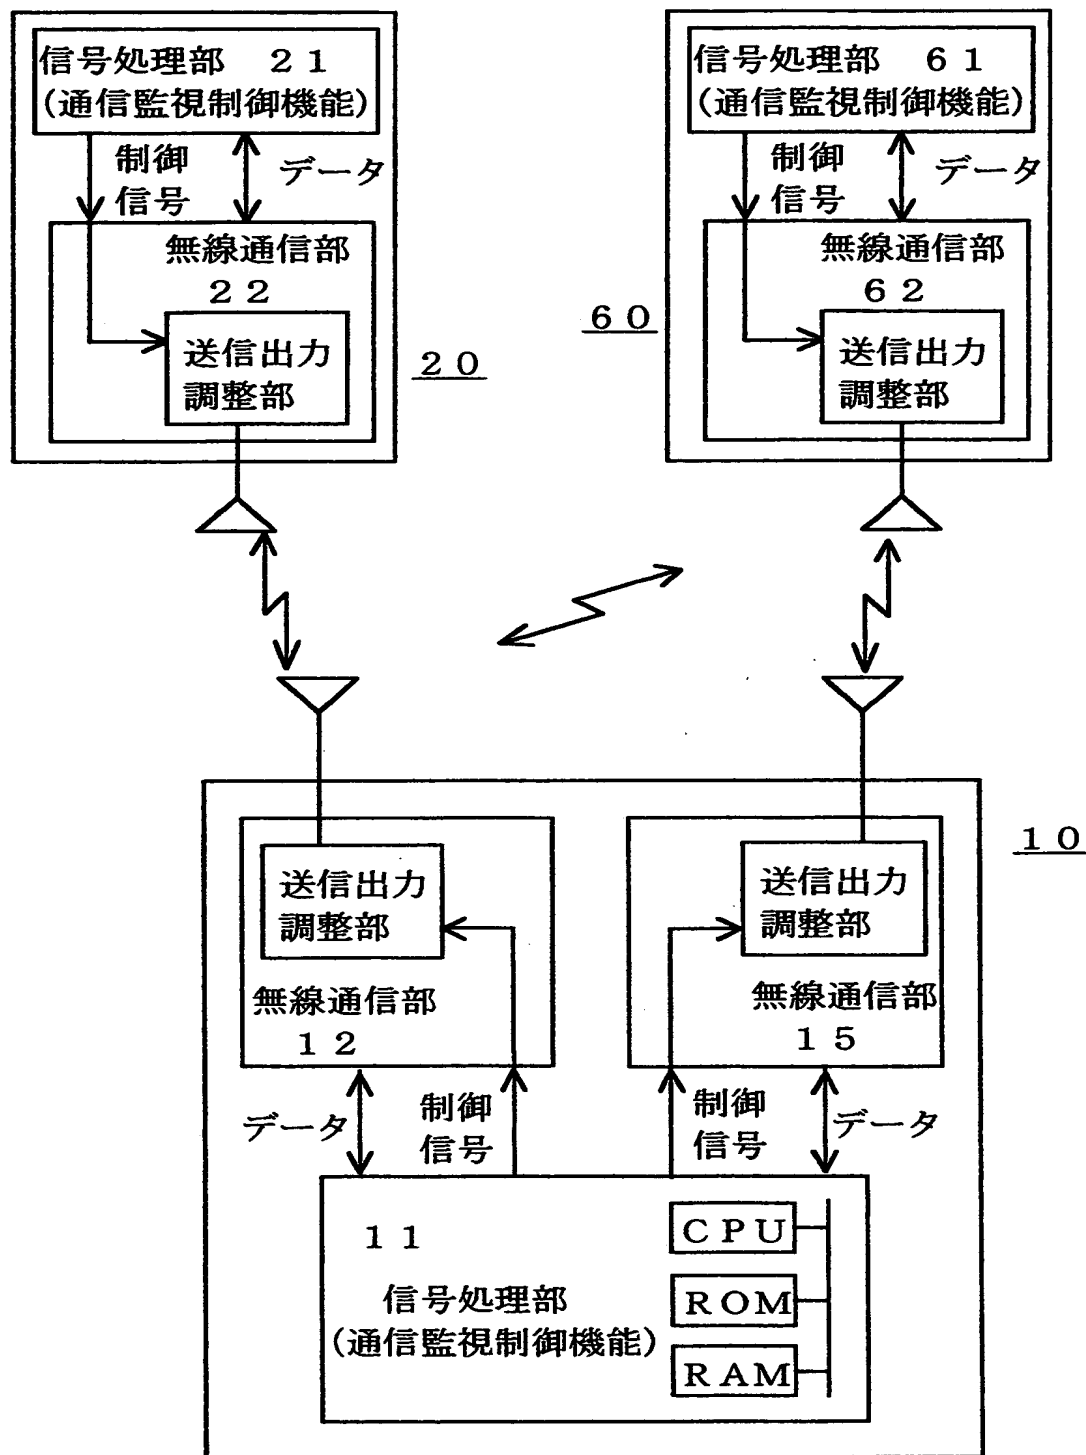 信号処理部 ２１
(通信監視制御機能)
制御
信号
データ
無線通信部
２２
送信出力
調整部
２０
信号処理部 ６１
(通信監視制御機能)
制御
信号
データ
無線通信部
６２
送信出力
調整部
６０
１０
送信出力
調整部
無線通信部
１２
データ
制御
信号
送信出力
調整部
無線通信部
１５
制御
信号
データ
１１
信号処理部
(通信監視制御機能)
ＣＰＵ
ＲＯＭ
ＲＡＭ